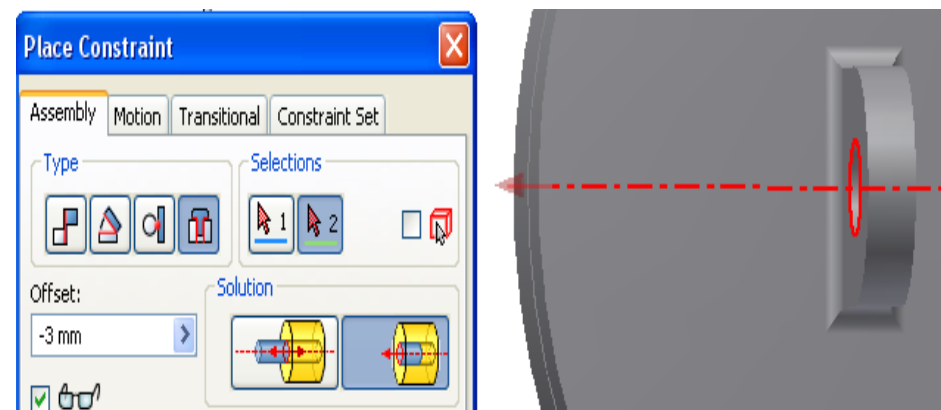 Place Constraint
Assembly Motion Transitional Constraint Set
Type
Selections
1 2
Offset:
Solution
-3 mm